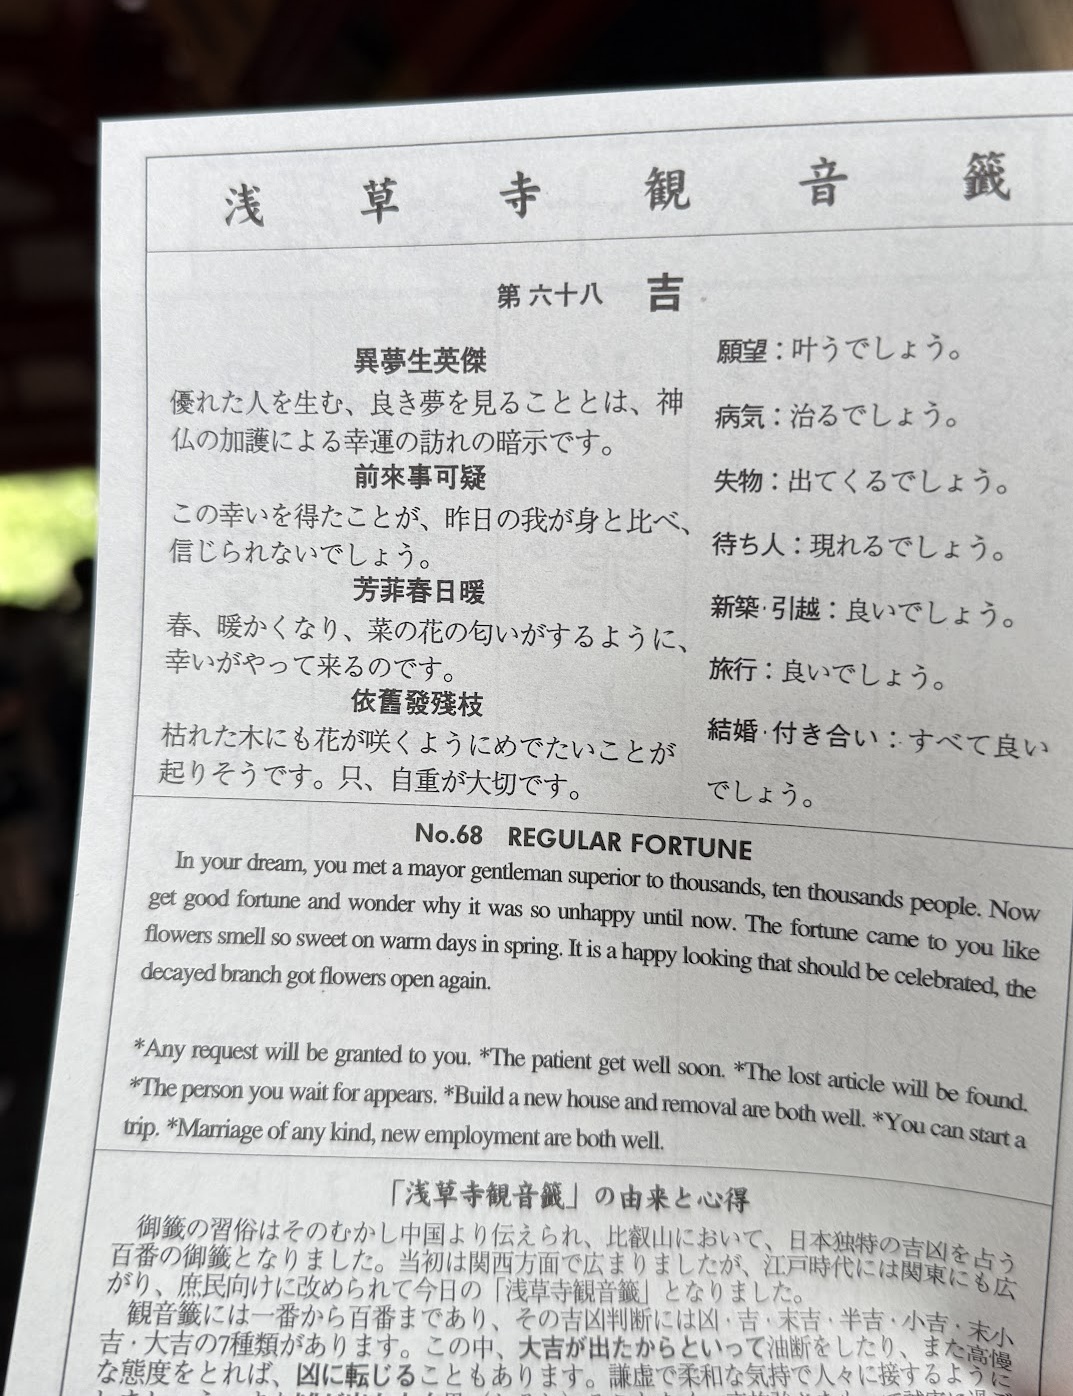 浅草寺観音籤
第六十八 吉
異夢生英傑
優れた人を生む、良き夢を見ることとは、神
仏の加護による幸運の訪れの暗示です。
前來事可疑
この幸いを得たことが、昨日の我が身と比べ、
信じられないでしょう。
芳菲春日暖
春、暖かくなり、菜の花の匂いがするように、
幸いがやって来るのです。
依舊發殘枝
枯れた木にも花が咲くようにめでたいことが
起りそうです。只、自重が大切です。
願望：叶うでしょう。
病気：治るでしょう。
失物：出てくるでしょう。
待ち人：現れるでしょう。
新築·引越：良いでしょう。
旅行：良いでしょう。
結婚·付き合い：すべて良い
でしょう。
No.68 REGULAR FORTUNE
In your dream, you met a mayor gentleman superior to thousands, ten thousands people. Now
get good fortune and wonder why it was so unhappy until now. The fortune came to you like
flowers smell so sweet on warm days in spring. It is a happy looking that should be celebrated, the
decayed branch got flowers open again.
*Any request will be granted to you. *The patient get well soon. *The lost article will be found.
*The person you wait for appears. *Build a new house and removal are both well. *You can start a
trip. *Marriage of any kind, new employment are both well.
「浅草寺観音籤」の由来と心得
御籤の習俗はそのむかし中国より伝えられ、比叡山において、日本独特の吉凶を占う
百番の御籤となりました。当初は関西方面で広まりましたが、江戸時代には関東にも広
がり、庶民向けに改められて今日の「浅草寺観音籤」となりました。
観音籤には一番から百番まであり、その吉凶判断には凶·吉·末吉·半吉·小吉·末小
吉·大吉の7種類があります。この中、大吉が出たからといって油断をしたり、また高慢
な態度をとれば、凶に転じることもあります。謙虚で柔和な気持で人々に接するように